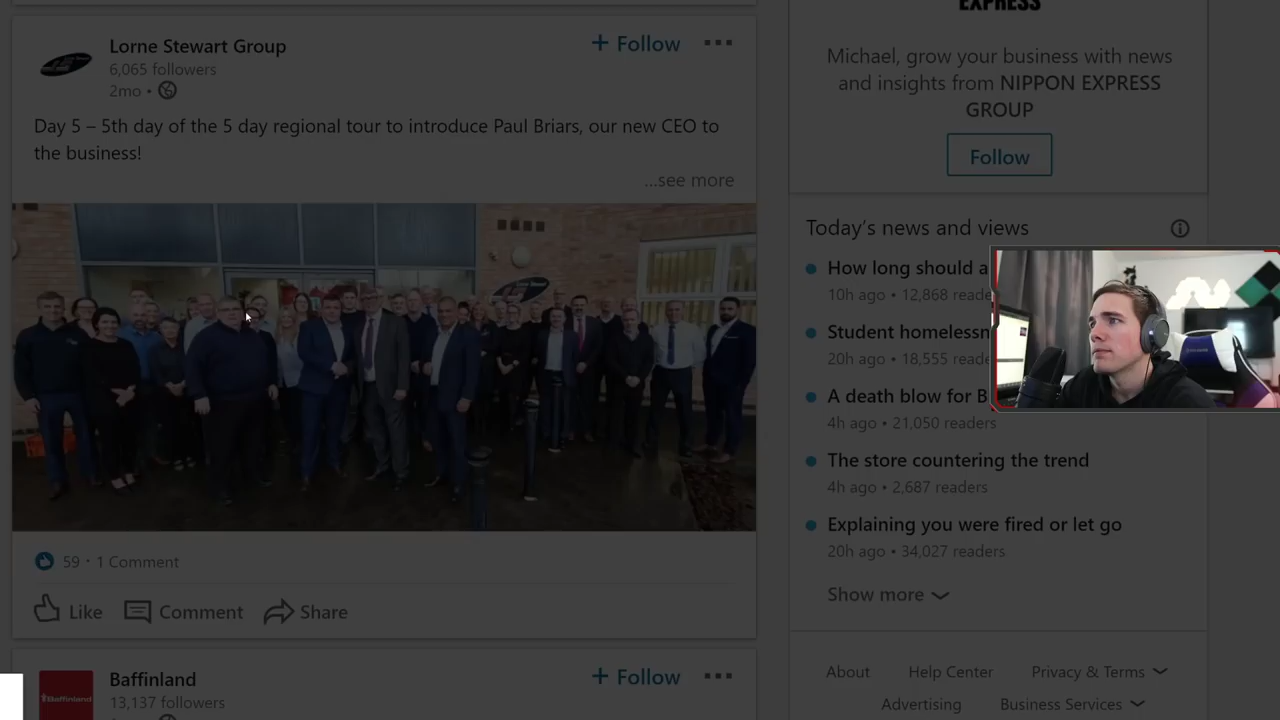 Lorne Stewart Group
6,065 followers
2mo •
+ Follow
Day 5 – 5th day of the 5 day regional tour to introduce Paul Briars, our new CEO to
the business!
...see more
59 · 1 Comment
Like
Comment
Share
Baffinland
Baffinland
13,137 followers
+ Follow
EXPRESS
Michael, grow your business with news
and insights from NIPPON EXPRESS
GROUP
Follow
Today's news and views
How long should a
10h ago • 12,868 reade
Student homelessn
20h ago • 18,555 reade
A death blow for B
4h ago • 21,050 readers
The store countering the trend
4h ago • 2,687 readers
Explaining you were fired or let go
20h ago • 34,027 readers
Show more
About Help Center Privacy & Terms
Advertising Business Services